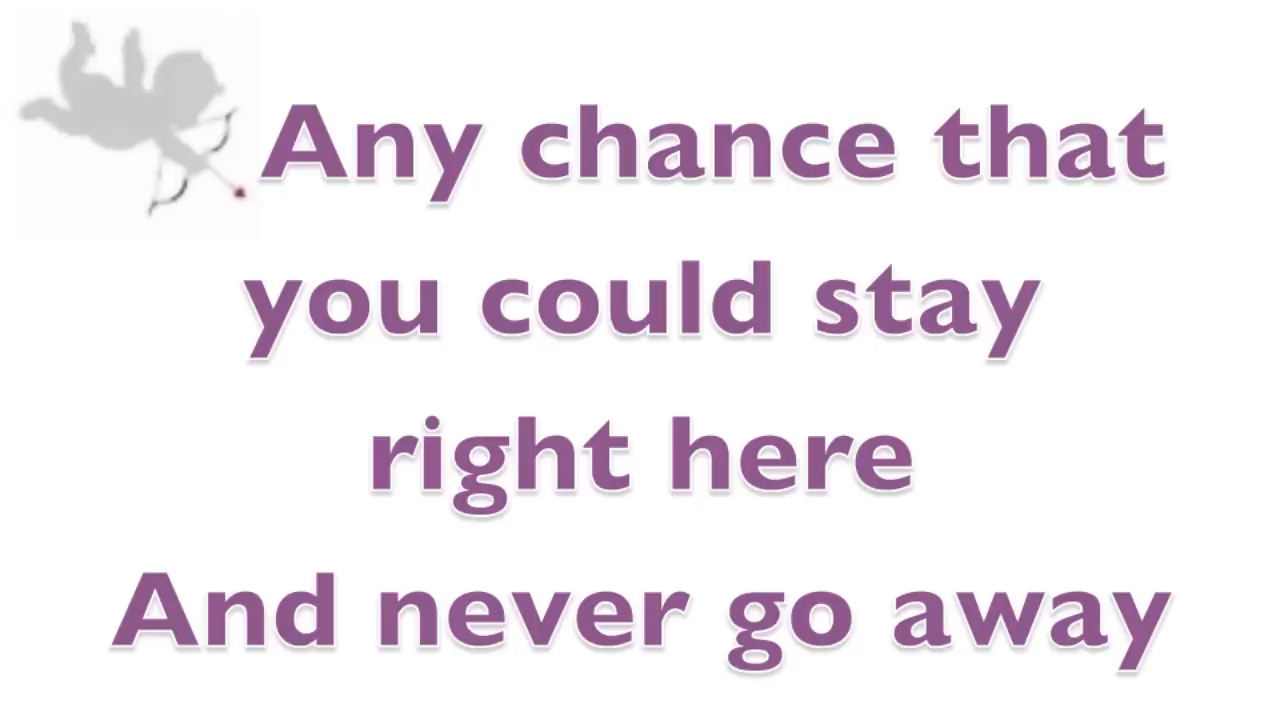 Any chance that
you could stay
right here
And never go away